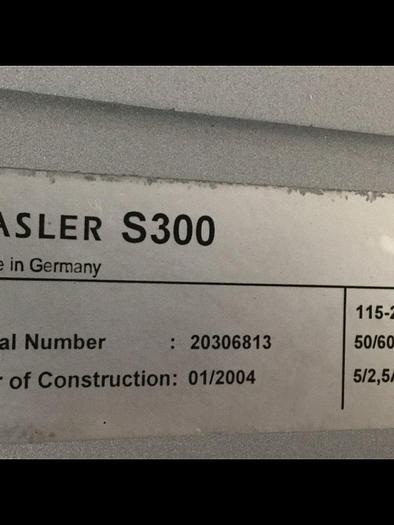 ASLER S300
e in Germany
al Number : 20306813
r of Construction: 01/2004
115-2
50/60
5/2,5/